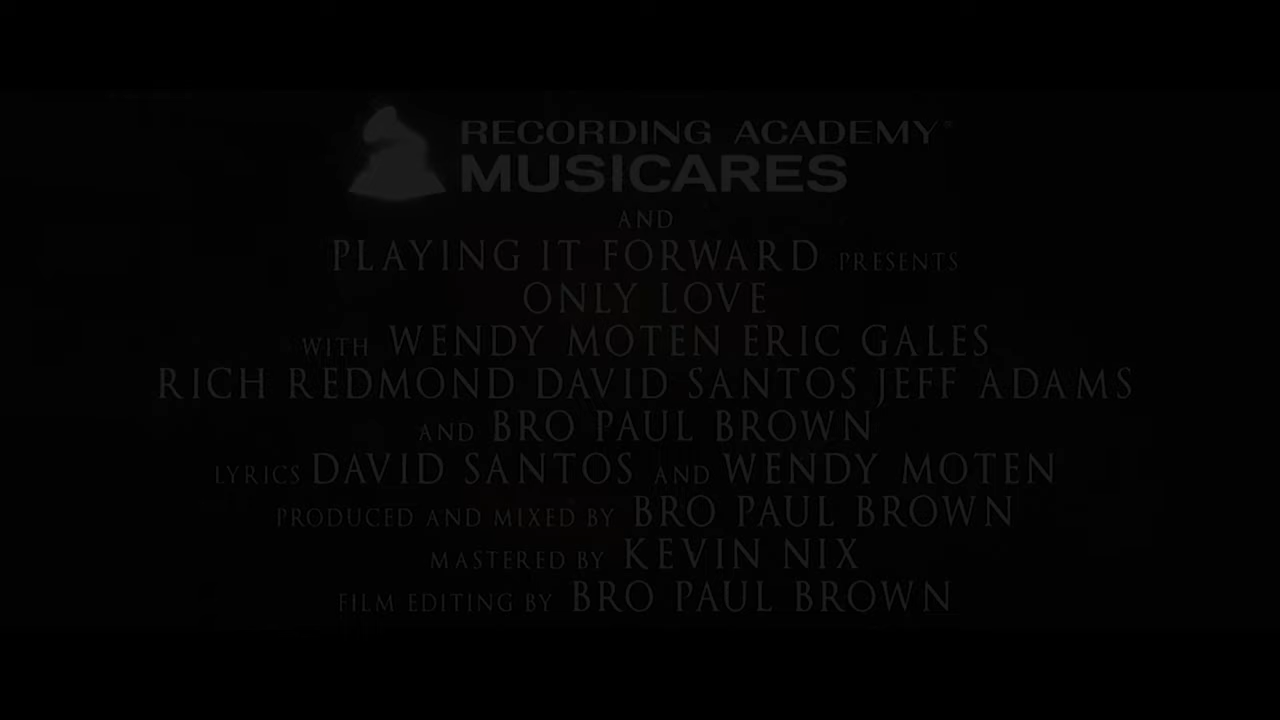 RECORDING ACADEMY®
MUSICARES
AND
PLAYING IT FORWARD PRESENTS
ONLY LOVE
WITH WENDY MOTEN ERIC GALES
RICH REDMOND DAVID SANTOS JEFF ADAMS
AND BRO PAUL BROWN
LYRICS DAVID SANTOS AND WENDY MOTEN
PRODUCED AND MIXED BY BRO PAUL BROWN
MASTERED BY KEVIN NIX
FILM EDITING BY BRO PAUL BROWN